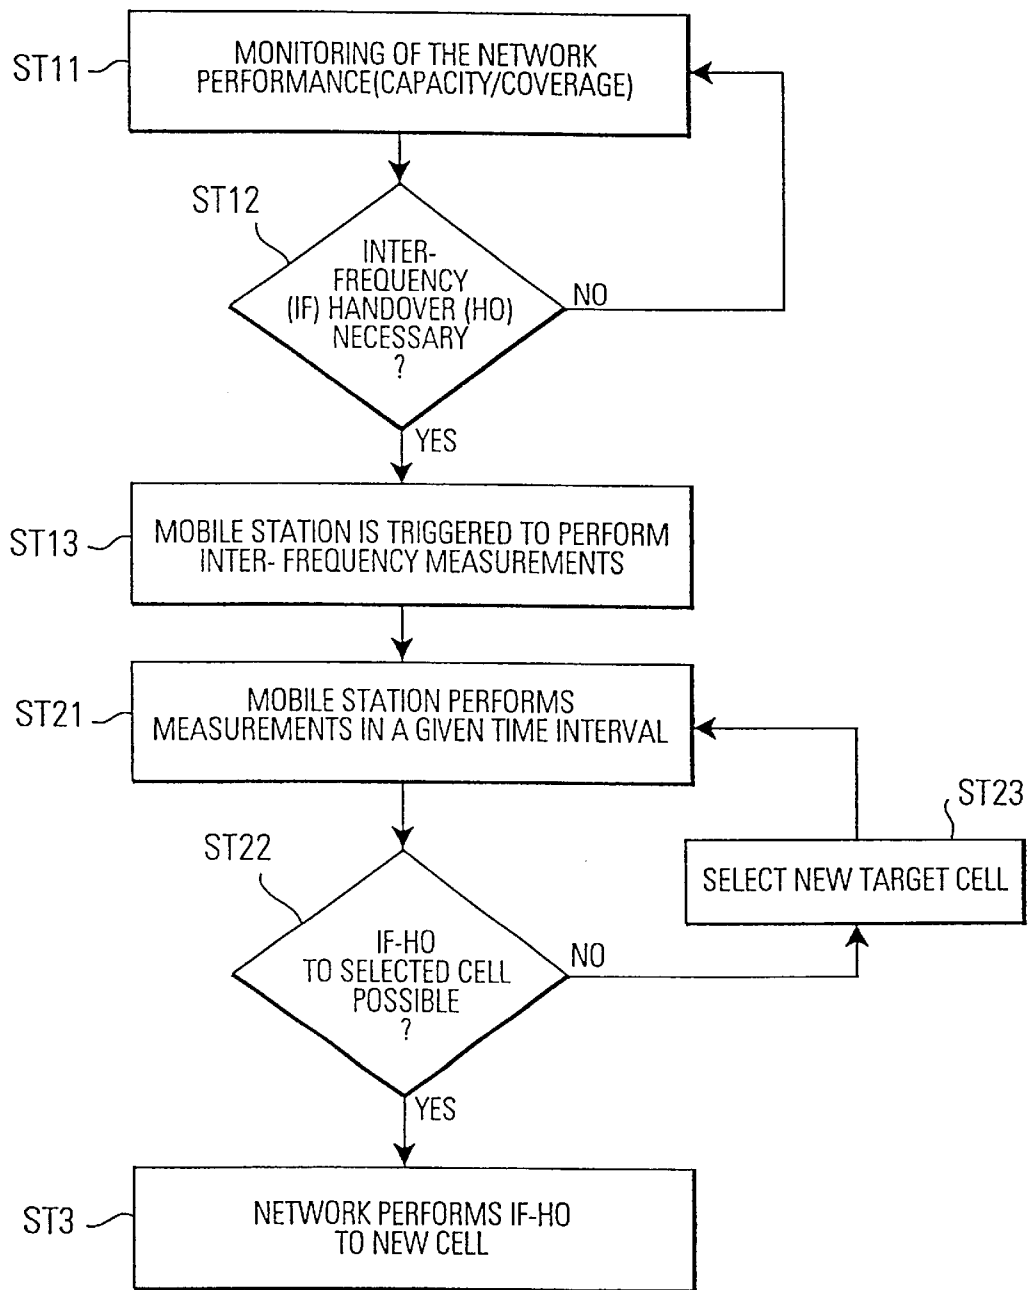 ST11
MONITORING OF THE NETWORK
PERFORMANCE(CAPACITY/COVERAGE)
ST12
INTER-
FREQUENCY
(IF) HANDOVER (HO)
NECESSARY
?
NO
YES
ST13
MOBILE STATION IS TRIGGERED TO PERFORM
INTER- FREQUENCY MEASUREMENTS
ST21
MOBILE STATION PERFORMS
MEASUREMENTS IN A GIVEN TIME INTERVAL
ST23
SELECT NEW TARGET CELL
ST22
IF-HO
TO SELECTED CELL
POSSIBLE
?
NO
YES
ST3
NETWORK PERFORMS IF-HO
TO NEW CELL